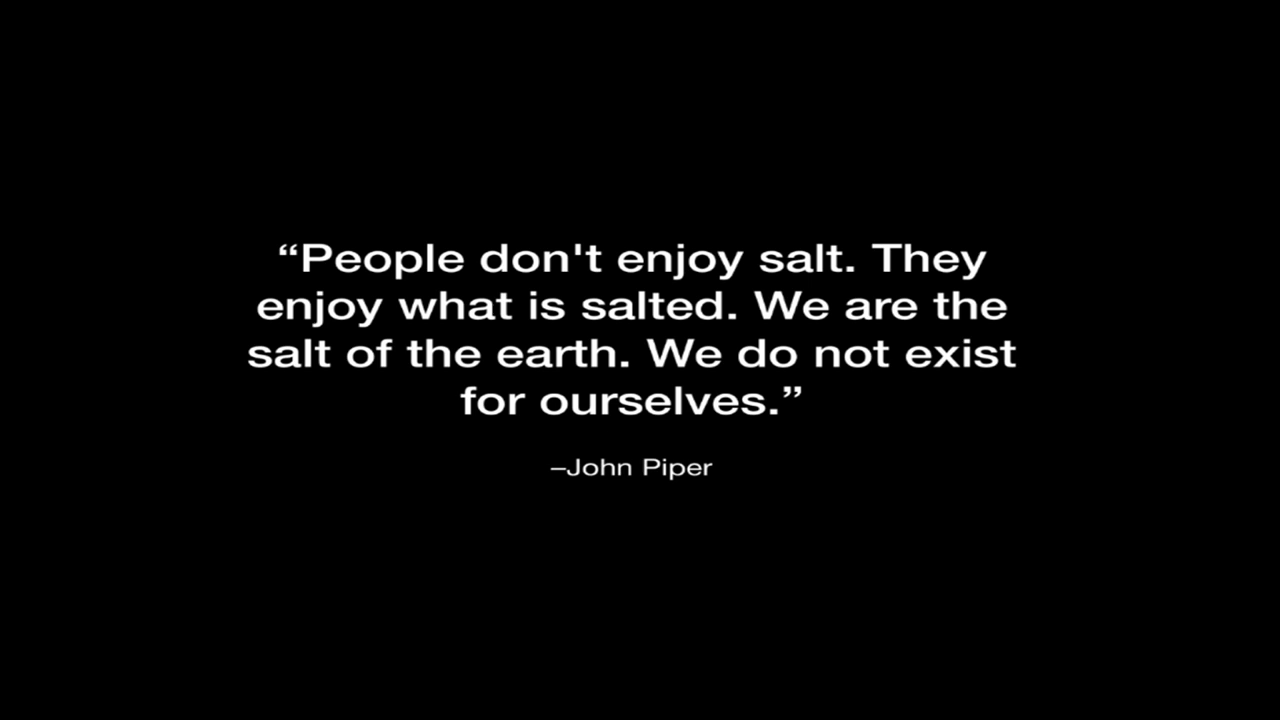 “People don't enjoy salt. They
enjoy what is salted. We are the
salt of the earth. We do not exist
for ourselves.”
–John Piper